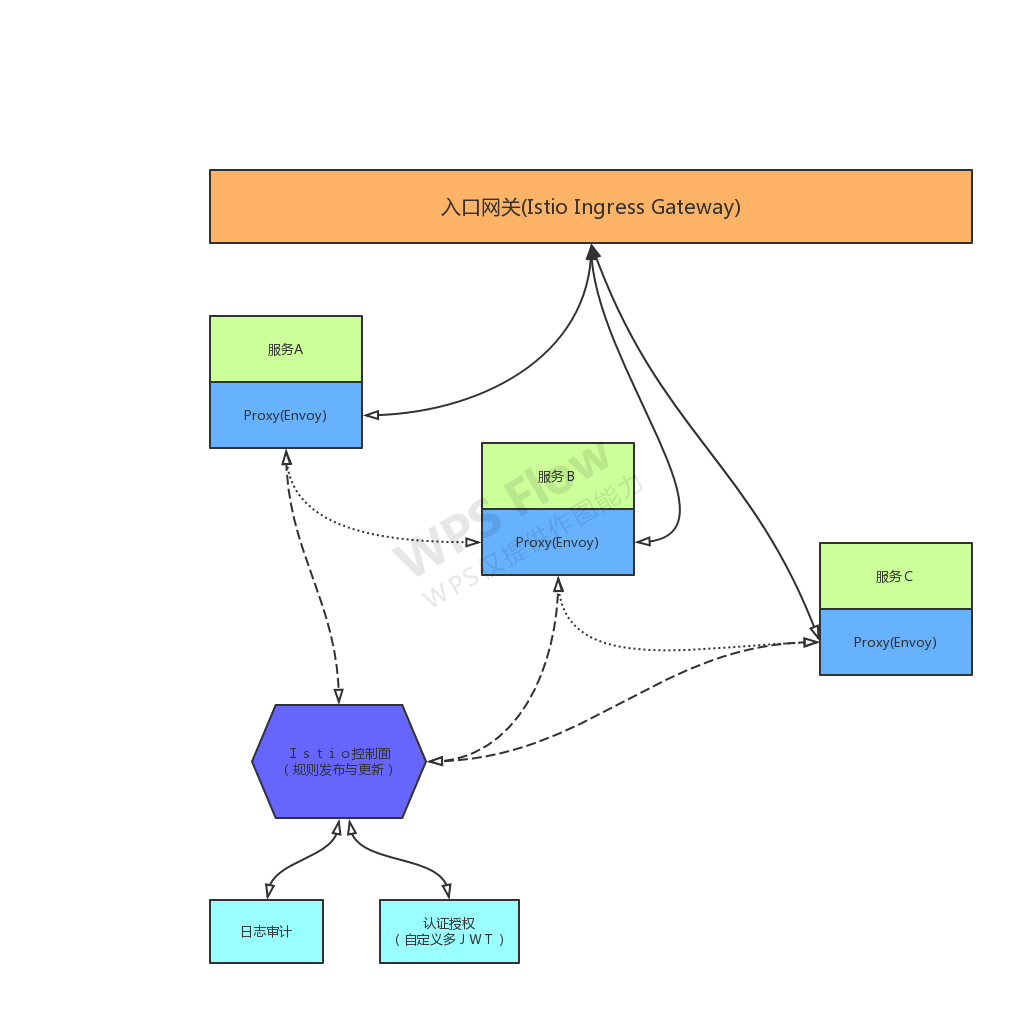 入口网关(Istio Ingress Gateway)
服务A
Proxy(Envoy)
服务Ｂ
Proxy(Envoy)
WPS Flow
ＷＰＳ仅提供作图能力
服务Ｃ
Proxy(Envoy)
Ｉｓｔｉｏ控制面
（规则发布与更新）
日志审计
认证授权
（自定义多ＪＷＴ）